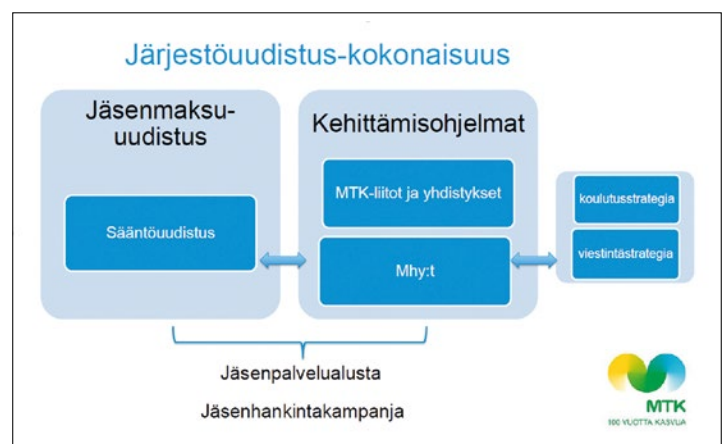 Järjestöuudistus-kokonaisuus
Jäsenmaksu-
uudistus
Sääntöuudistus
Kehittämisohjelmat
MTK-liitot ja yhdistykset
Mhy:t
koulutusstrategia
viestintästrategia
Jäsenpalvelualusta
Jäsenhankintakampanja
MTK
100 VUOTTA KASVUA